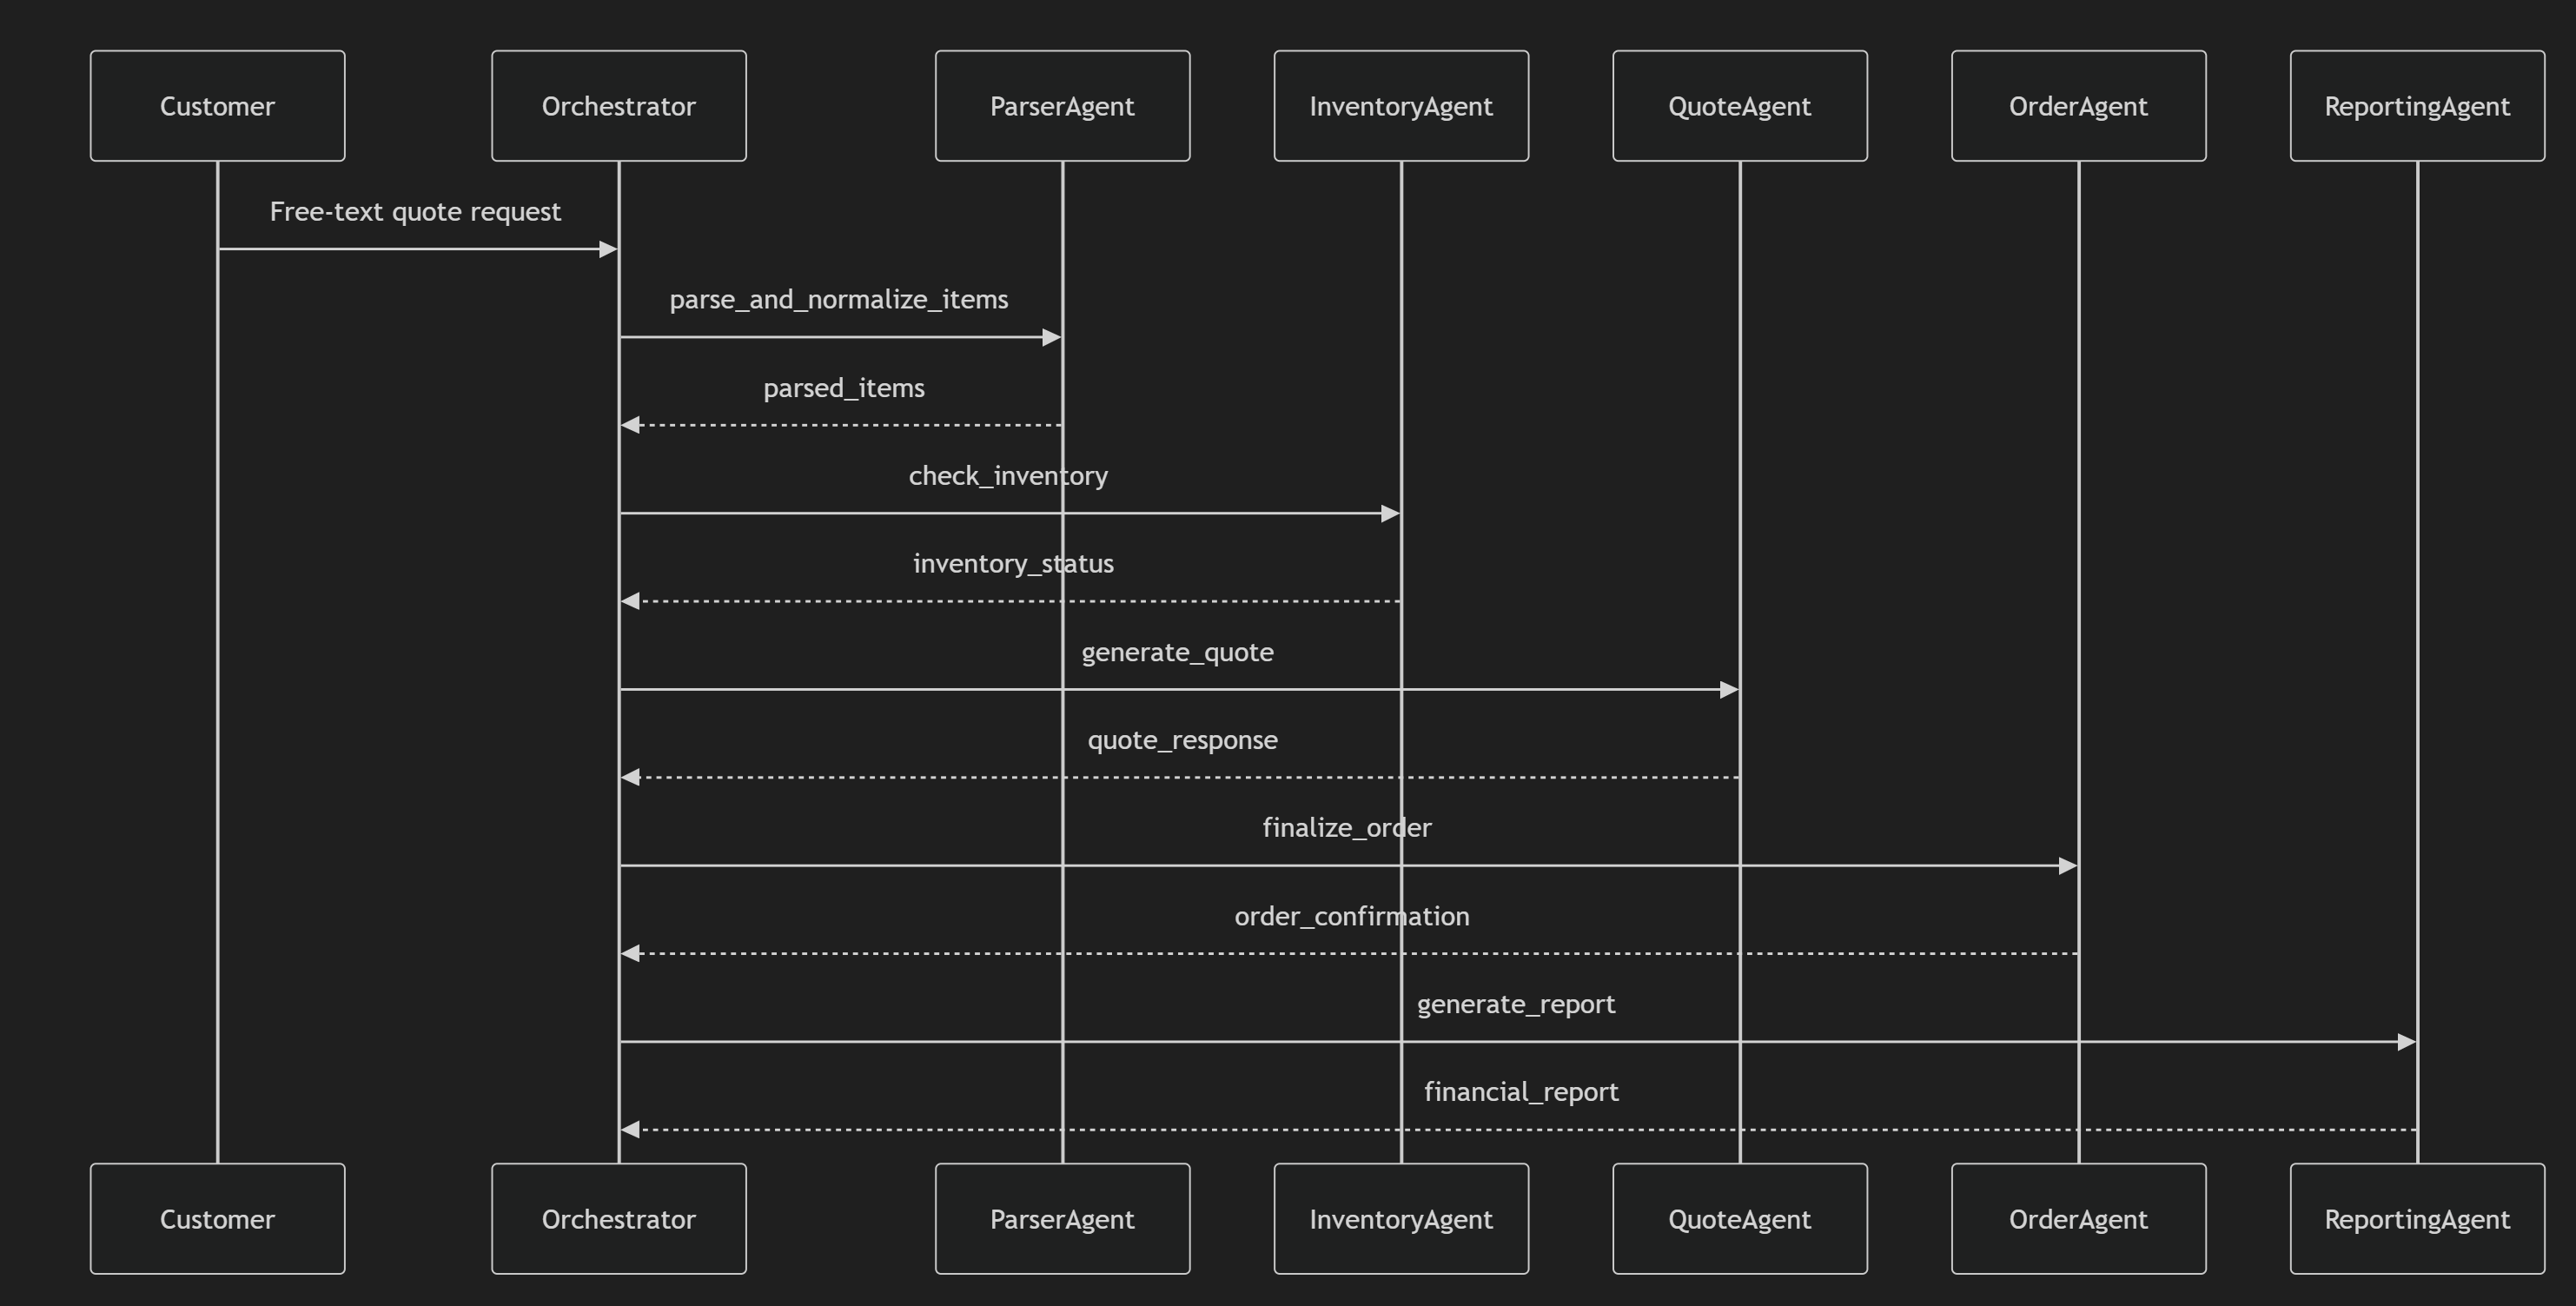 Customer
Orchestrator
ParserAgent
InventoryAgent
QuoteAgent
OrderAgent
ReportingAgent
Free-text quote request
parse_and_normalize_items
parsed_items
check_inventory
inventory_status
generate_quote
quote_response
finalize_order
order_confirmation
generate_report
financial_report
Customer
Orchestrator
ParserAgent
InventoryAgent
QuoteAgent
OrderAgent
ReportingAgent